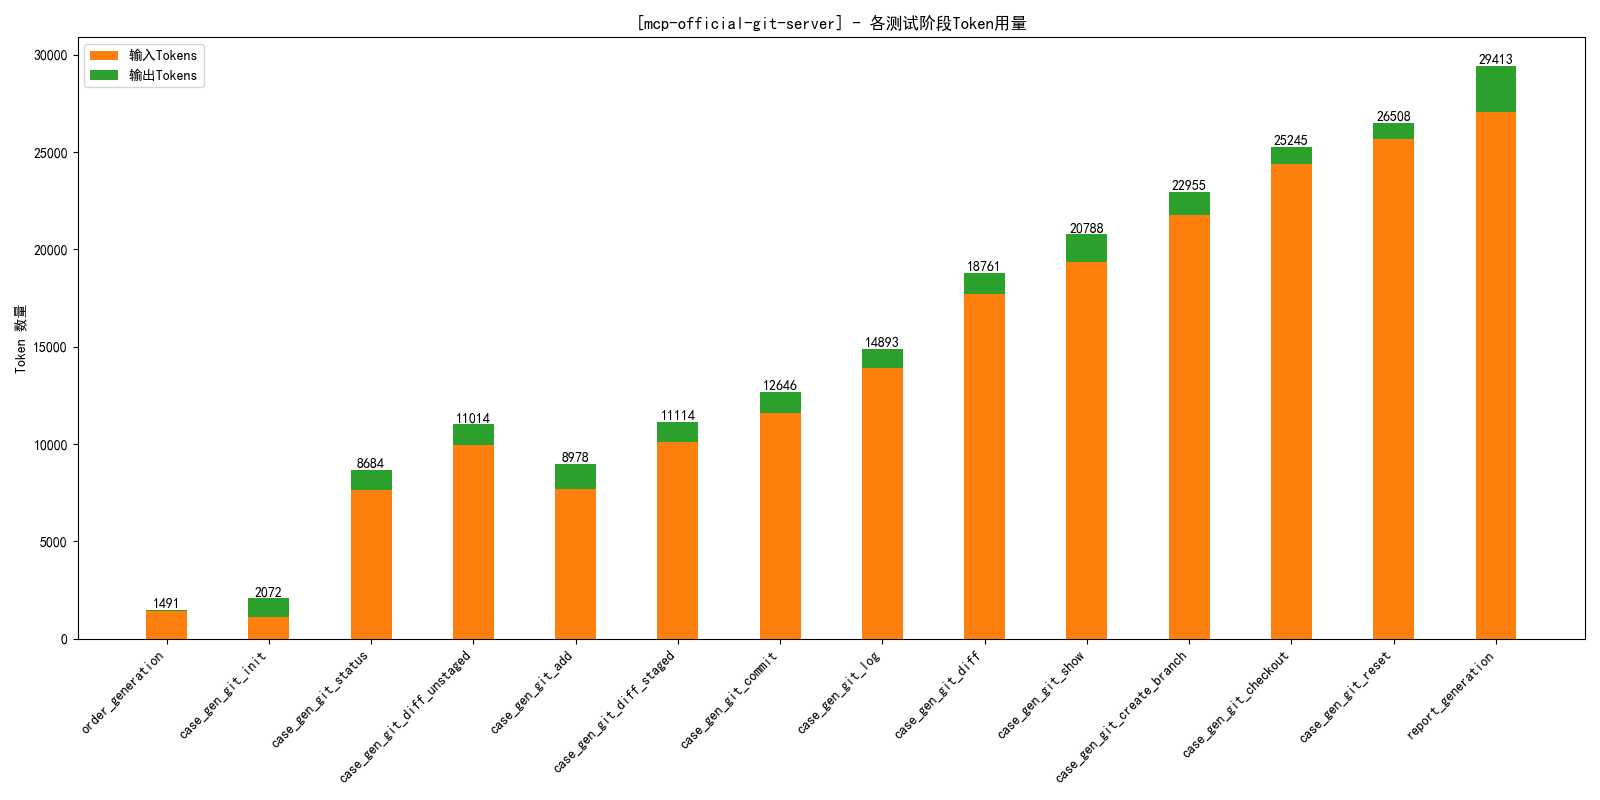 [mcp-official-git-server] - 各测试阶段Token用量
输入Tokens
输出Tokens
Token 数量
30000
25000
20000
15000
10000
5000
0
1491
2072
8684
11014
8978
11114
12646
14893
18761
20788
22955
25245
26508
29413
order_generation
case_gen_git_init
case_gen_git_status
case_gen_git_diff_unstaged
case_gen_git_add
case_gen_git_diff_staged
case_gen_git_commit
case_gen_git_log
case_gen_git_diff
case_gen_git_show
case_gen_git_create_branch
case_gen_git_checkout
case_gen_git_reset
report_generation